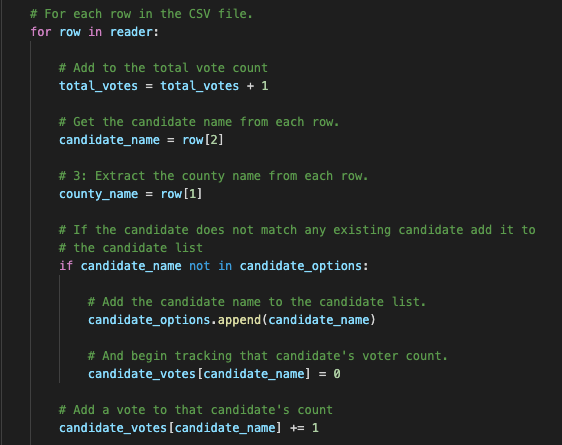 # For each row in the CSV file.
for row in reader:
# Add to the total vote count
total_votes = total_votes + 1
# Get the candidate name from each row.
candidate_name = row[2]
# 3: Extract the county name from each row.
county_name = row[1]
# If the candidate does not match any existing candidate add it to
# the candidate list
if candidate_name not in candidate_options:
# Add the candidate name to the candidate list.
candidate_options.append(candidate_name)
# And begin tracking that candidate's voter count.
candidate_votes[candidate_name] = 0
# Add a vote to that candidate's count
candidate_votes[candidate_name] += 1